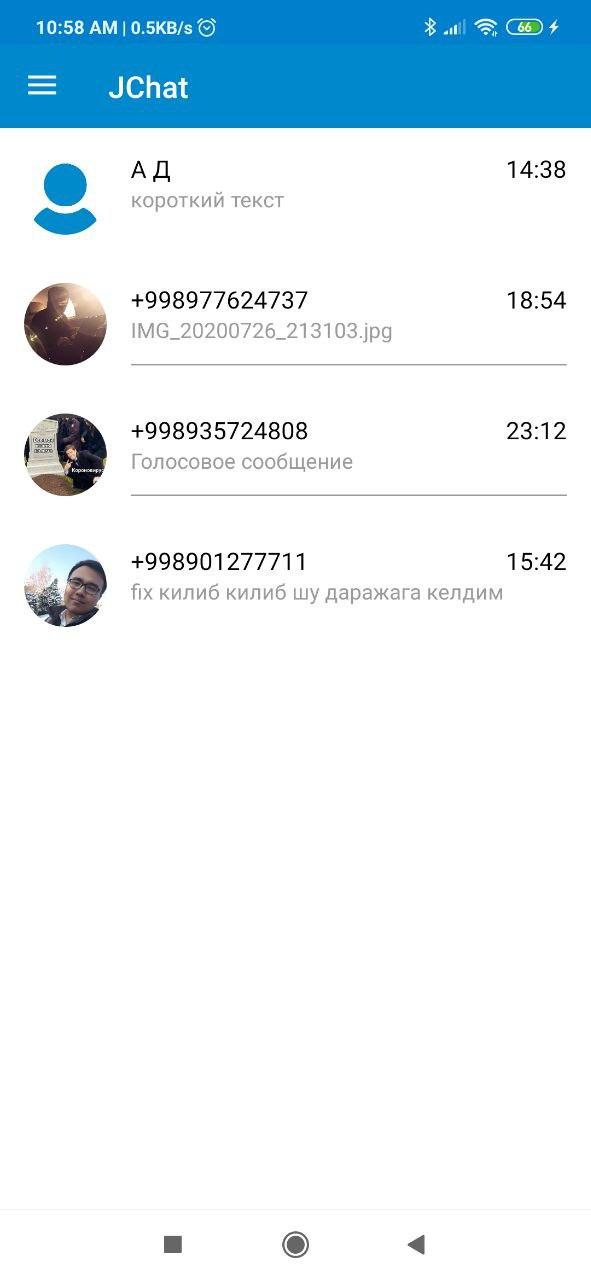 10:58 AM | 0.5KB/s
66
JChat
А Д 14:38
короткий текст
+998977624737 18:54
IMG_20200726_213103.jpg
+998935724808 23:12
Голосовое сообщение
Короновирус
+998901277711 15:42
fix килиб килиб шу даражага келдим